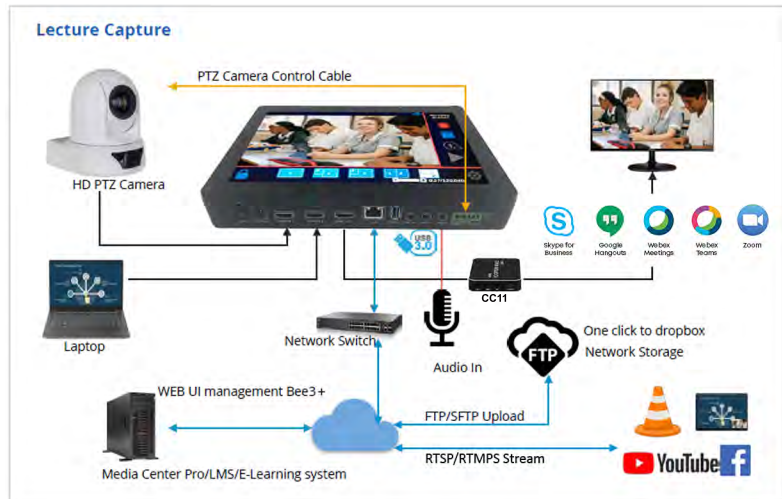 Lecture Capture
PTZ Camera Control Cable
HD PTZ Camera
USB
3.0
Skype for
Business
Google
Hangouts
Webex
Meetings
Webex
Teams
Zoom
CC11
Laptop
Network Switch
Audio In
FTP
One click to dropbox
Network Storage
WEB UI management Bee3+
FTP/SFTP Upload
RTSP/RTMPS Stream
YouTube
Media Center Pro/LMS/E-Learning system